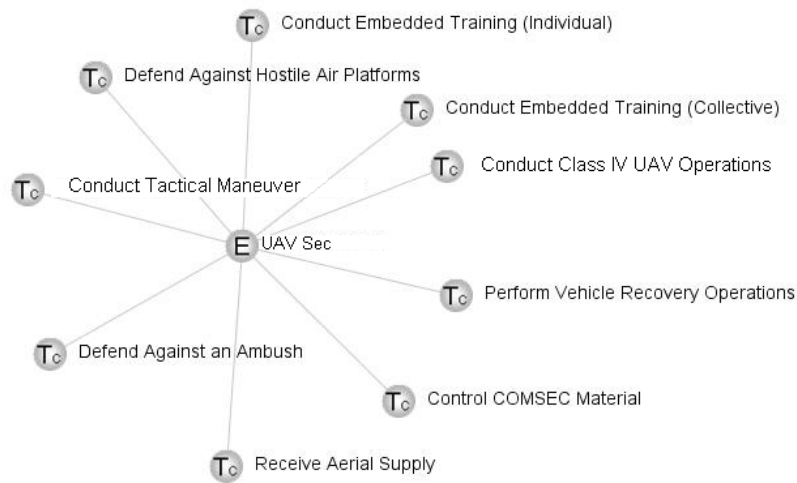 Tc Conduct Embedded Training (Individual)
Tc Defend Against Hostile Air Platforms
Tc Conduct Embedded Training (Collective)
Tc Conduct Class IV UAV Operations
Tc Conduct Tactical Maneuver
E UAV Sec
Tc Perform Vehicle Recovery Operations
Tc Defend Against an Ambush
Tc Control COMSEC Material
Tc Receive Aerial Supply